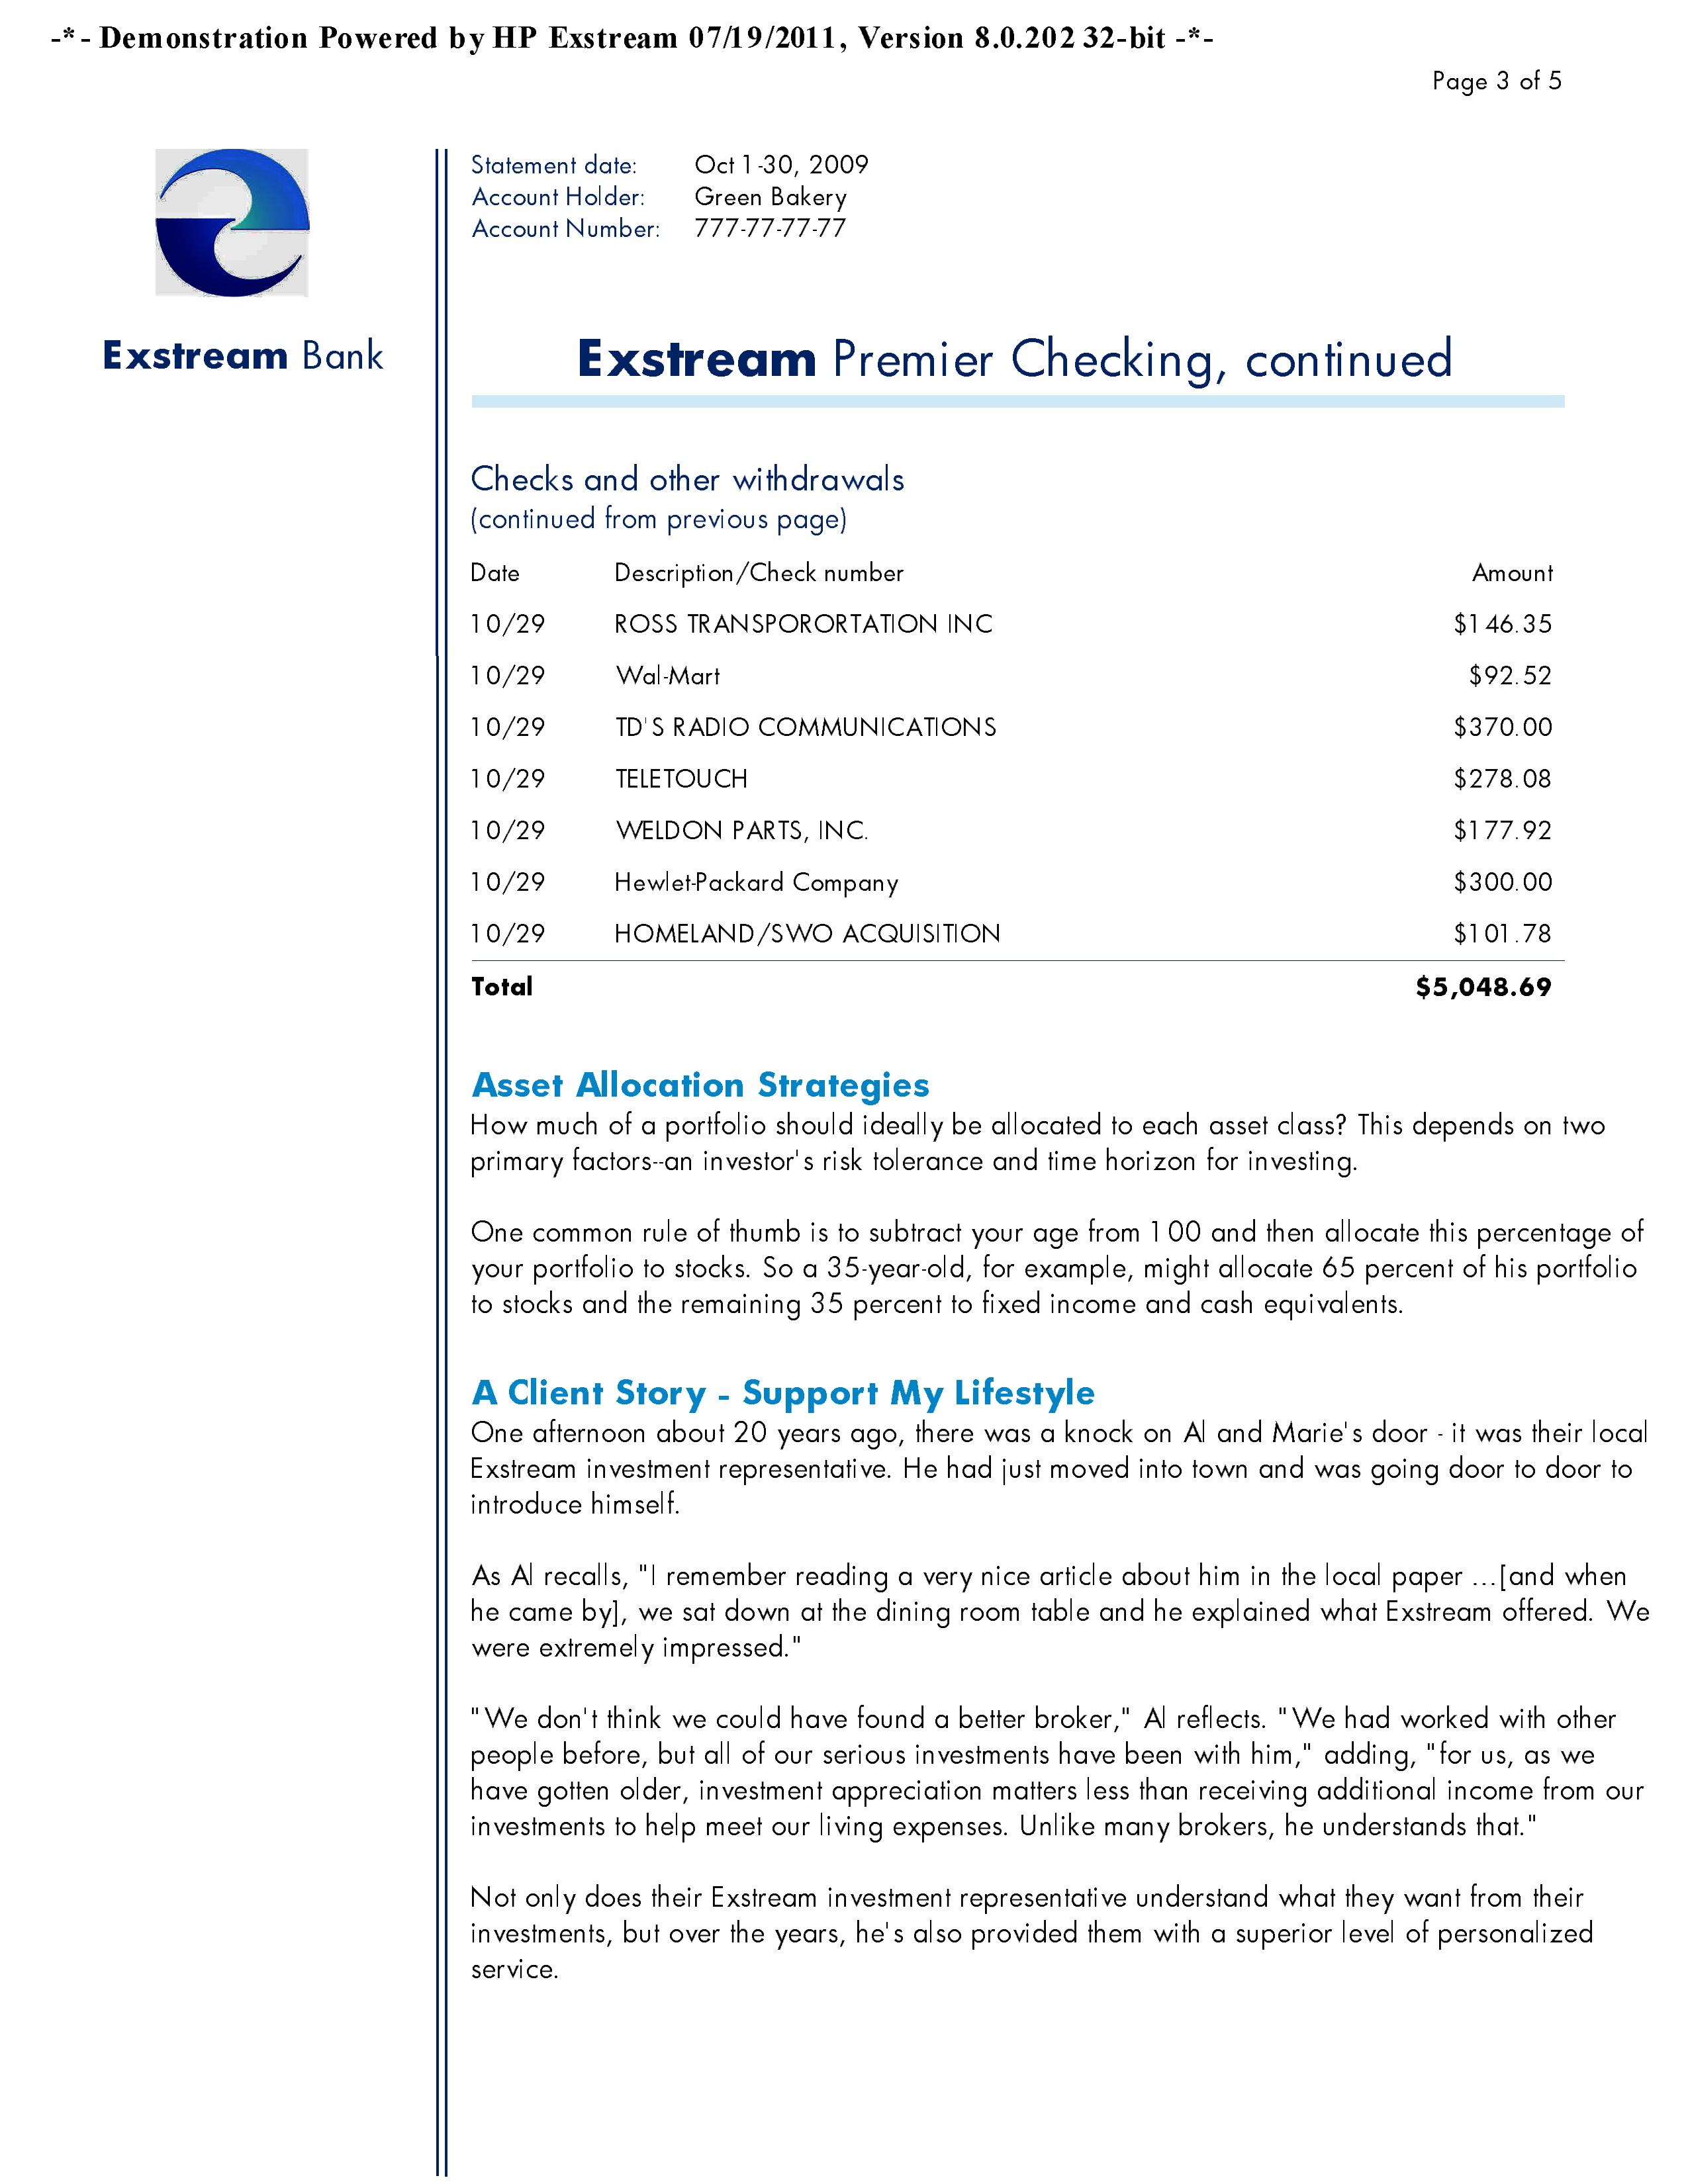 -*- Demonstration Powered by HP Exstream 07/19/2011, Version 8.0.202 32-bit -*-
Page 3 of 5
Statement date: Oct 1-30, 2009
Account Holder: Green Bakery
Account Number: 777-77-77-77
Exstream Bank
Exstream Premier Checking, continued
Checks and other withdrawals
(continued from previous page)
Date Description/Check number Amount
10/29 ROSS TRANSPORORTATION INC $146.35
10/29 Wal-Mart $92.52
10/29 TD'S RADIO COMMUNICATIONS $370.00
10/29 TELETOUCH $278.08
10/29 WELDON PARTS, INC. $177.92
10/29 Hewlet-Packard Company $300.00
10/29 HOMELAND/SWO ACQUISITION $101.78
Total $5,048.69
Asset Allocation Strategies
How much of a portfolio should ideally be allocated to each asset class? This depends on two
primary factors--an investor's risk tolerance and time horizon for investing.
One common rule of thumb is to subtract your age from 100 and then allocate this percentage of
your portfolio to stocks. So a 35-year-old, for example, might allocate 65 percent of his portfolio
to stocks and the remaining 35 percent to fixed income and cash equivalents.
A Client Story - Support My Lifestyle
One afternoon about 20 years ago, there was a knock on Al and Marie's door - it was their local
Exstream investment representative. He had just moved into town and was going door to door to
introduce himself.
As Al recalls, "I remember reading a very nice article about him in the local paper ...[and when
he came by], we sat down at the dining room table and he explained what Exstream offered. We
were extremely impressed."
"We don't think we could have found a better broker," Al reflects. "We had worked with other
people before, but all of our serious investments have been with him," adding, "for us, as we
have gotten older, investment appreciation matters less than receiving additional income from our
investments to help meet our living expenses. Unlike many brokers, he understands that."
Not only does their Exstream investment representative understand what they want from their
investments, but over the years, he's also provided them with a superior level of personalized
service.